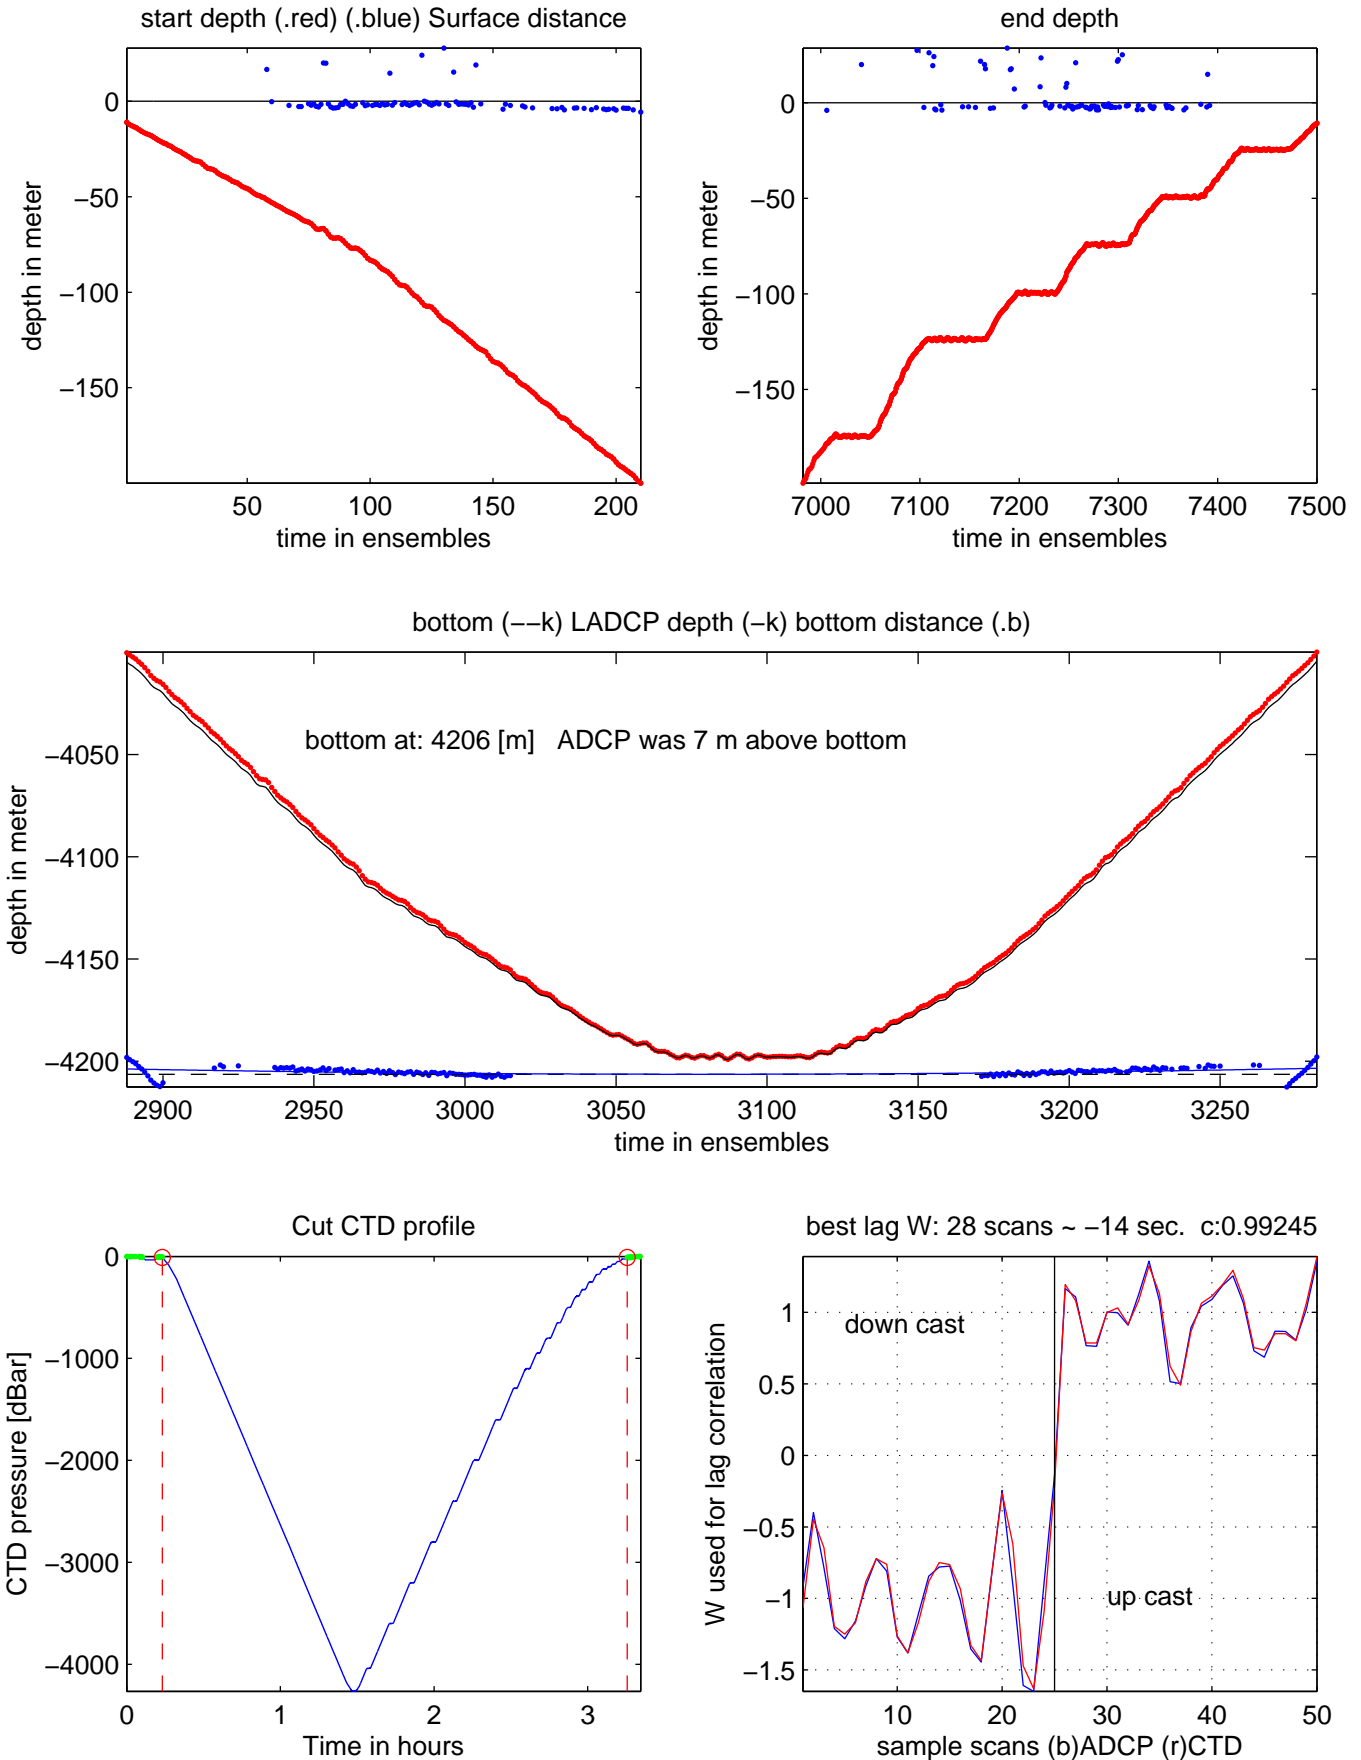 start depth (.red) (.blue) Surface distance
0
−50
−100
−150
depth in meter
50
100
150
200
time in ensembles
end depth
0
−50
−100
−150
depth in meter
7000
7100
7200
7300
7400
7500
time in ensembles
bottom (−−k) LADCP depth (−k) bottom distance (.b)
bottom at: 4206 [m]   ADCP was 7 m above bottom
−4050
−4100
−4150
−4200
depth in meter
2900
2950
3000
3050
3100
3150
3200
3250
time in ensembles
Cut CTD profile
0
−1000
−2000
−3000
−4000
CTD pressure [dBar]
0
1
2
3
Time in hours
best lag W: 28 scans ~ −14 sec.  c:0.99245
down cast
up cast
1
0.5
0
−0.5
−1
−1.5
W used for lag correlation
10
20
30
40
50
sample scans (b)ADCP (r)CTD